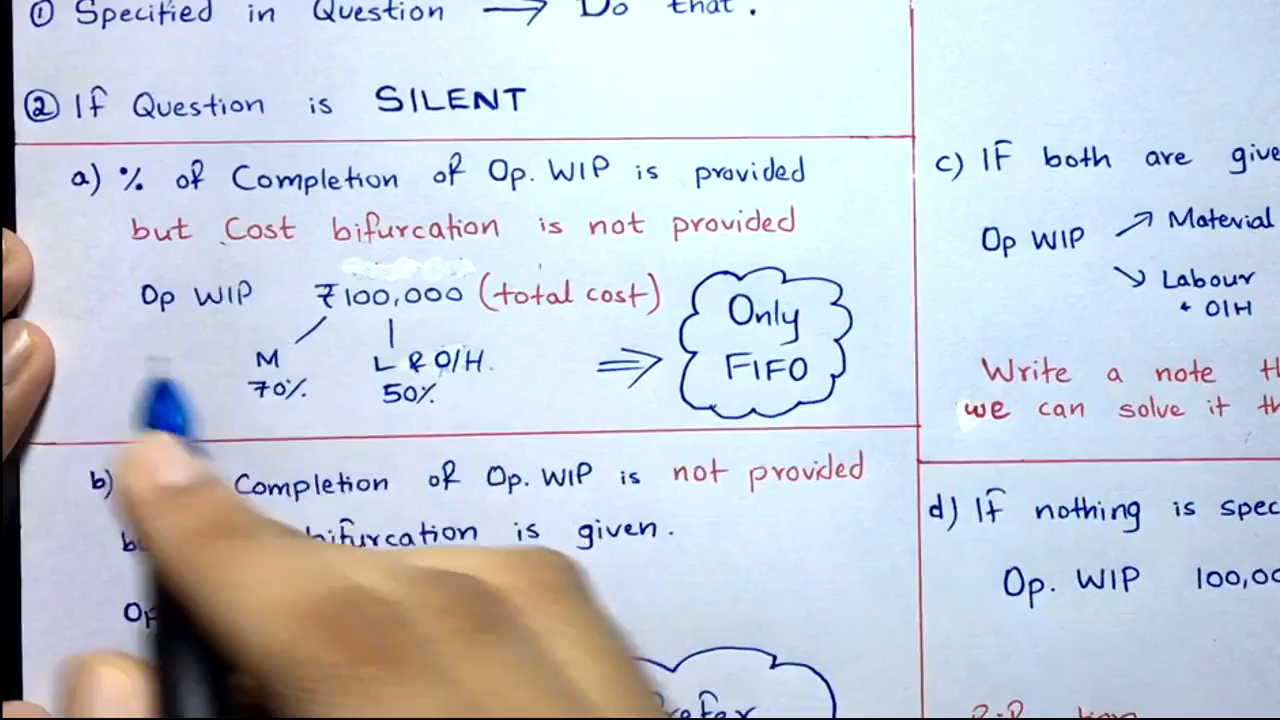 ① Specified in Question → Do that.
② If Question is SILENT
a) % of Completion of Op. WIP is provided
but Cost bifurcation is not provided
Op WIP ₹100,000 (total cost)
M L & O/H.
70% 50%
⇒ Only
FIFO
b) Completion of Op. WIP is not provided
bifurcation is given.
c) IF both are give
Op WIP → Material
↘ Labour
& O/H
Write a note
we can solve it
d) If nothing is spec
Op. WIP 100,00